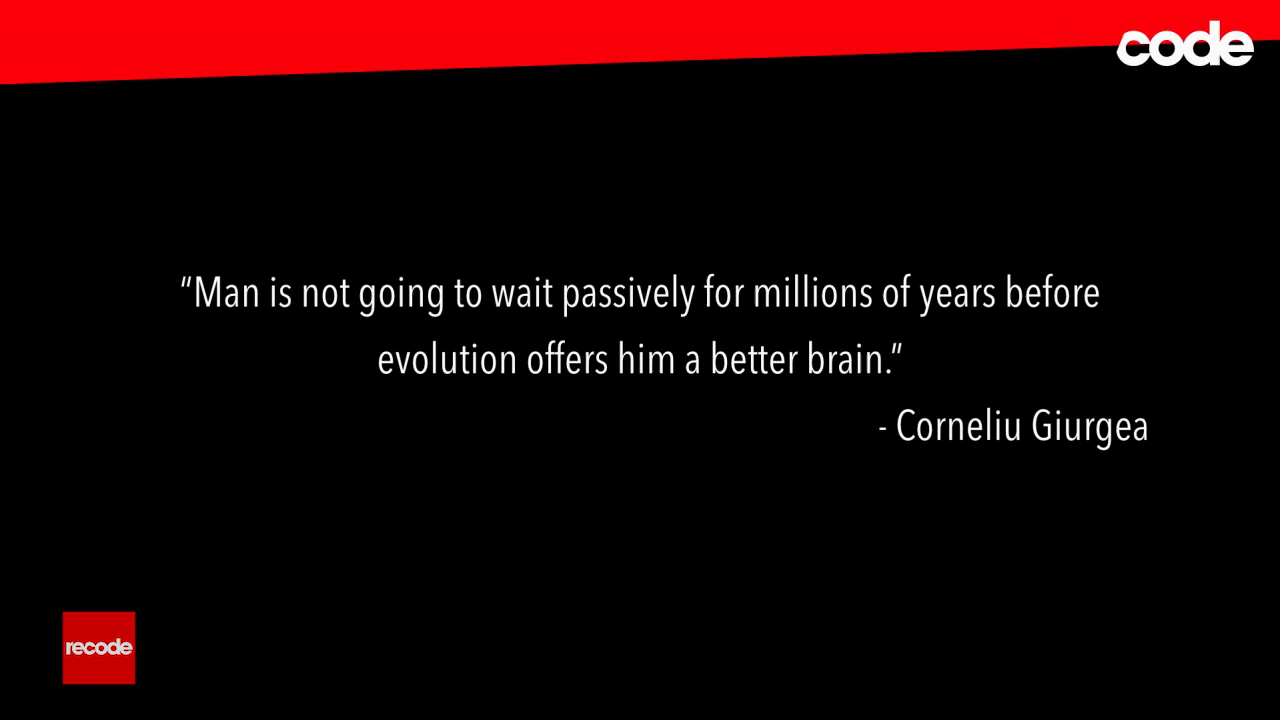 code
“Man is not going to wait passively for millions of years before
evolution offers him a better brain.”
- Corneliu Giurgea
recode